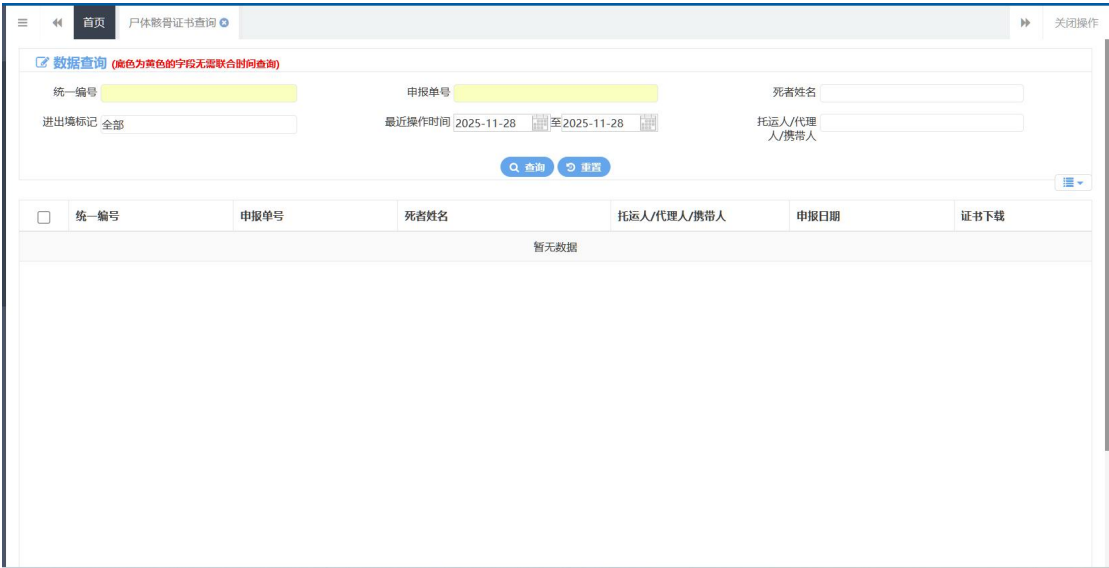 首页 尸体骸骨证书查询 关闭操作
数据查询 (底色为黄色的字段无需联合时间查询)
统一编号 申报单号 死者姓名
进出境标记 全部 最近操作时间 2025-11-28 至 2025-11-28 托运人/代理
人/携带人
查询 重置
统一编号 申报单号 死者姓名 托运人/代理人/携带人 申报日期 证书下载
暂无数据